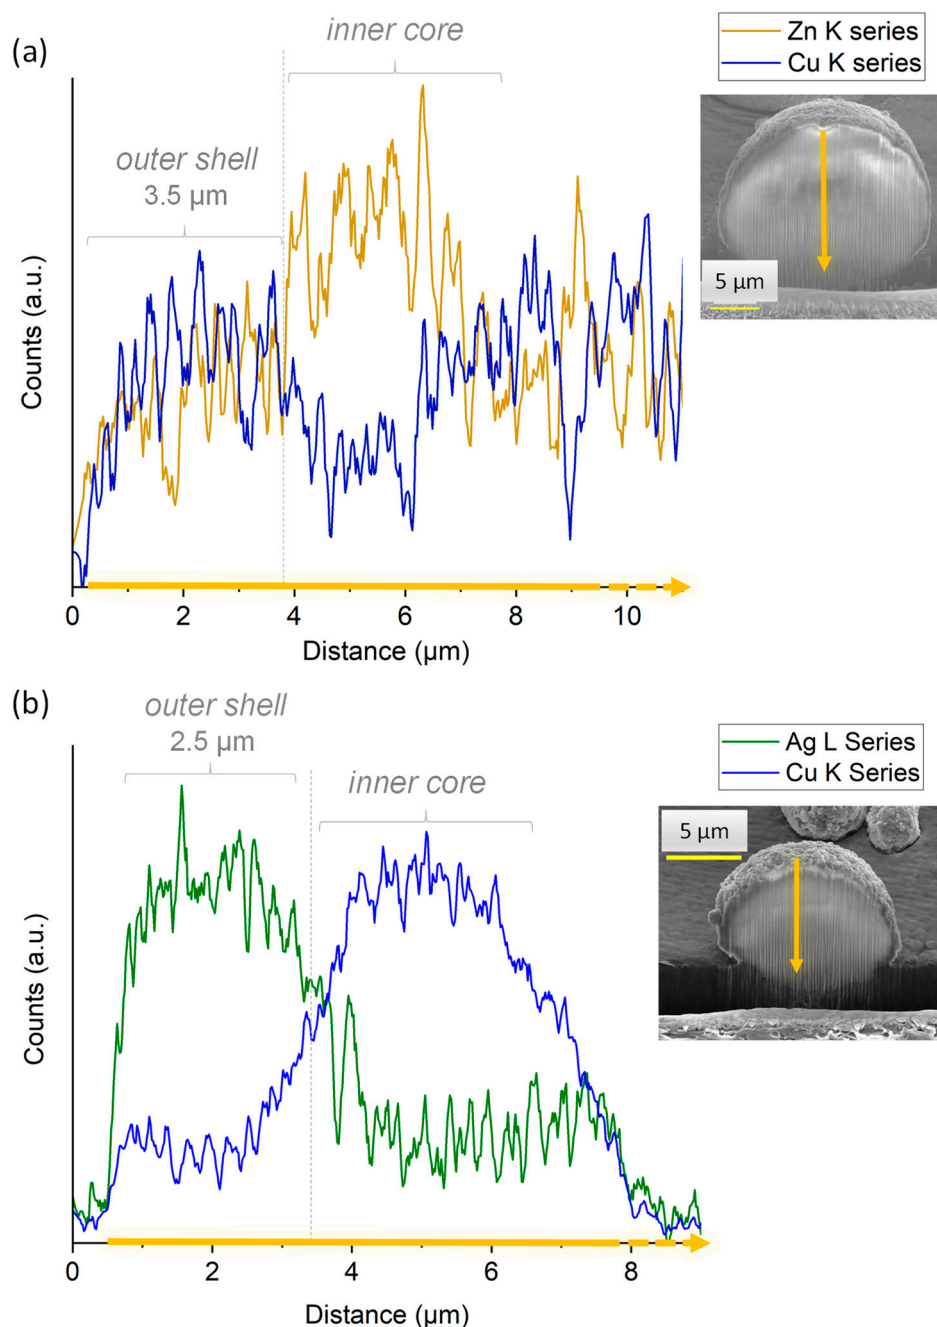 (a)
inner core
Zn K series
Cu K series
outer shell
3.5 µm
5 µm
Counts (a.u.)
0
2
4
6
8
10
Distance (µm)
(b)
outer shell
2.5 µm
inner core
Ag L Series
Cu K Series
5 µm
Counts (a.u.)
0
2
4
6
8
Distance (µm)